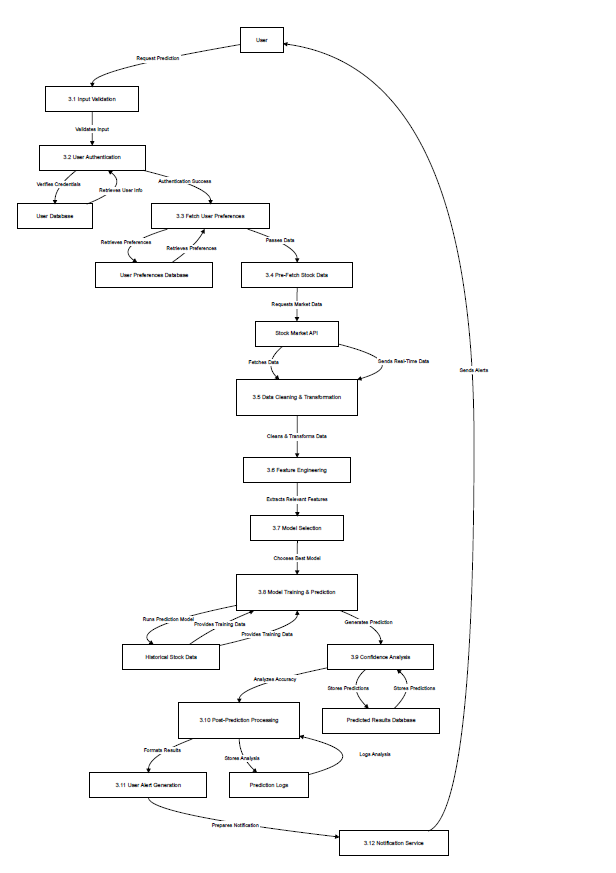 User
Request Prediction
3.1 Input Validation
Validates Input
3.2 User Authentication
Verifies Credentials
Retrieves User Info
Authentication Success
User Database
3.3 Fetch User Preferences
Retrieves Preferences
Retrieves Preferences
Passes Data
User Preferences Database
3.4 Pre-Fetch Stock Data
Requests Market Data
Stock Market API
Fetches Data
Sends Real-Time Data
Sends Alerts
3.5 Data Cleaning & Transformation
Cleans & Transforms Data
3.6 Feature Engineering
Extracts Relevant Features
3.7 Model Selection
Chooses Best Model
3.8 Model Training & Prediction
Runs Prediction Model
Provides Training Data
Provides Training Data
Generates Prediction
Historical Stock Data
3.9 Confidence Analysis
Analyzes Accuracy
Stores Predictions
Stores Predictions
3.10 Post-Prediction Processing
Predicted Results Database
Formats Results
Stores Analysis
Logs Analysis
3.11 User Alert Generation
Prediction Logs
Prepares Notification
3.12 Notification Service